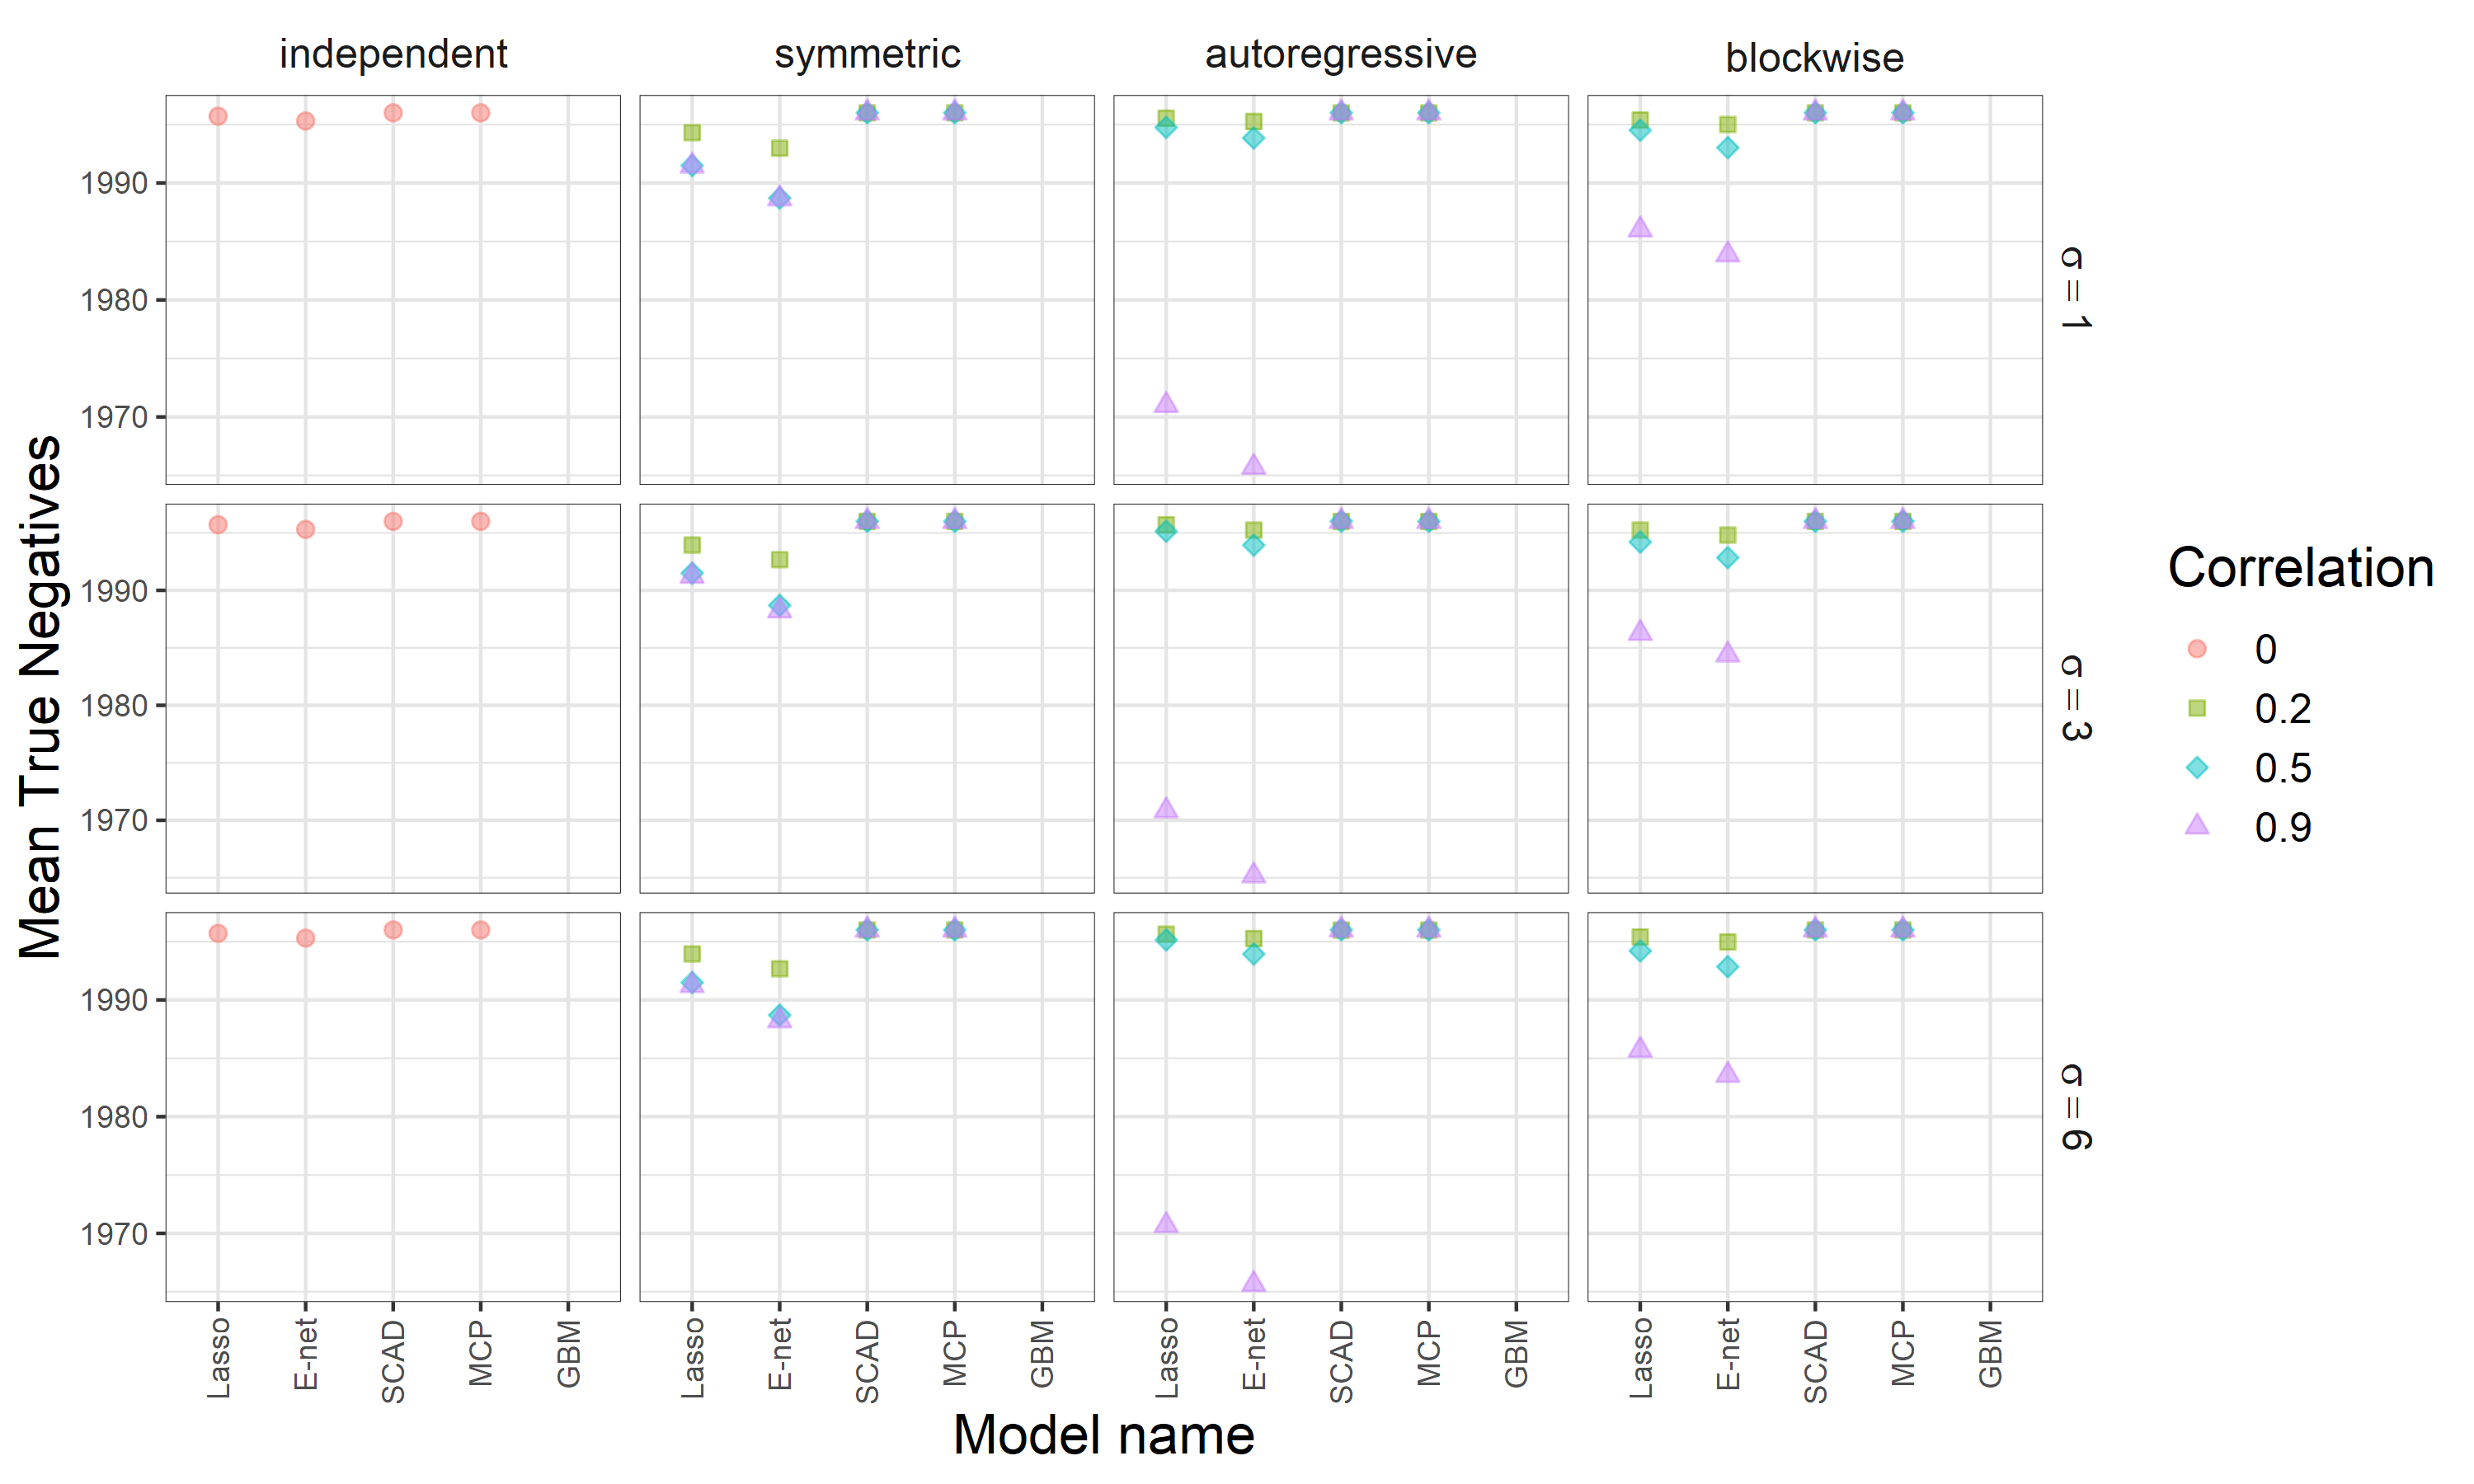 independent symmetric autoregressive blockwise
Mean True Negatives
1990
1980
1970
σ = 1
1990
1980
1970
σ = 3
1990
1980
1970
σ = 6
Lasso E-net SCAD MCP GBM Lasso E-net SCAD MCP GBM Lasso E-net SCAD MCP GBM Lasso E-net SCAD MCP GBM
Model name
Correlation
0
0.2
0.5
0.9